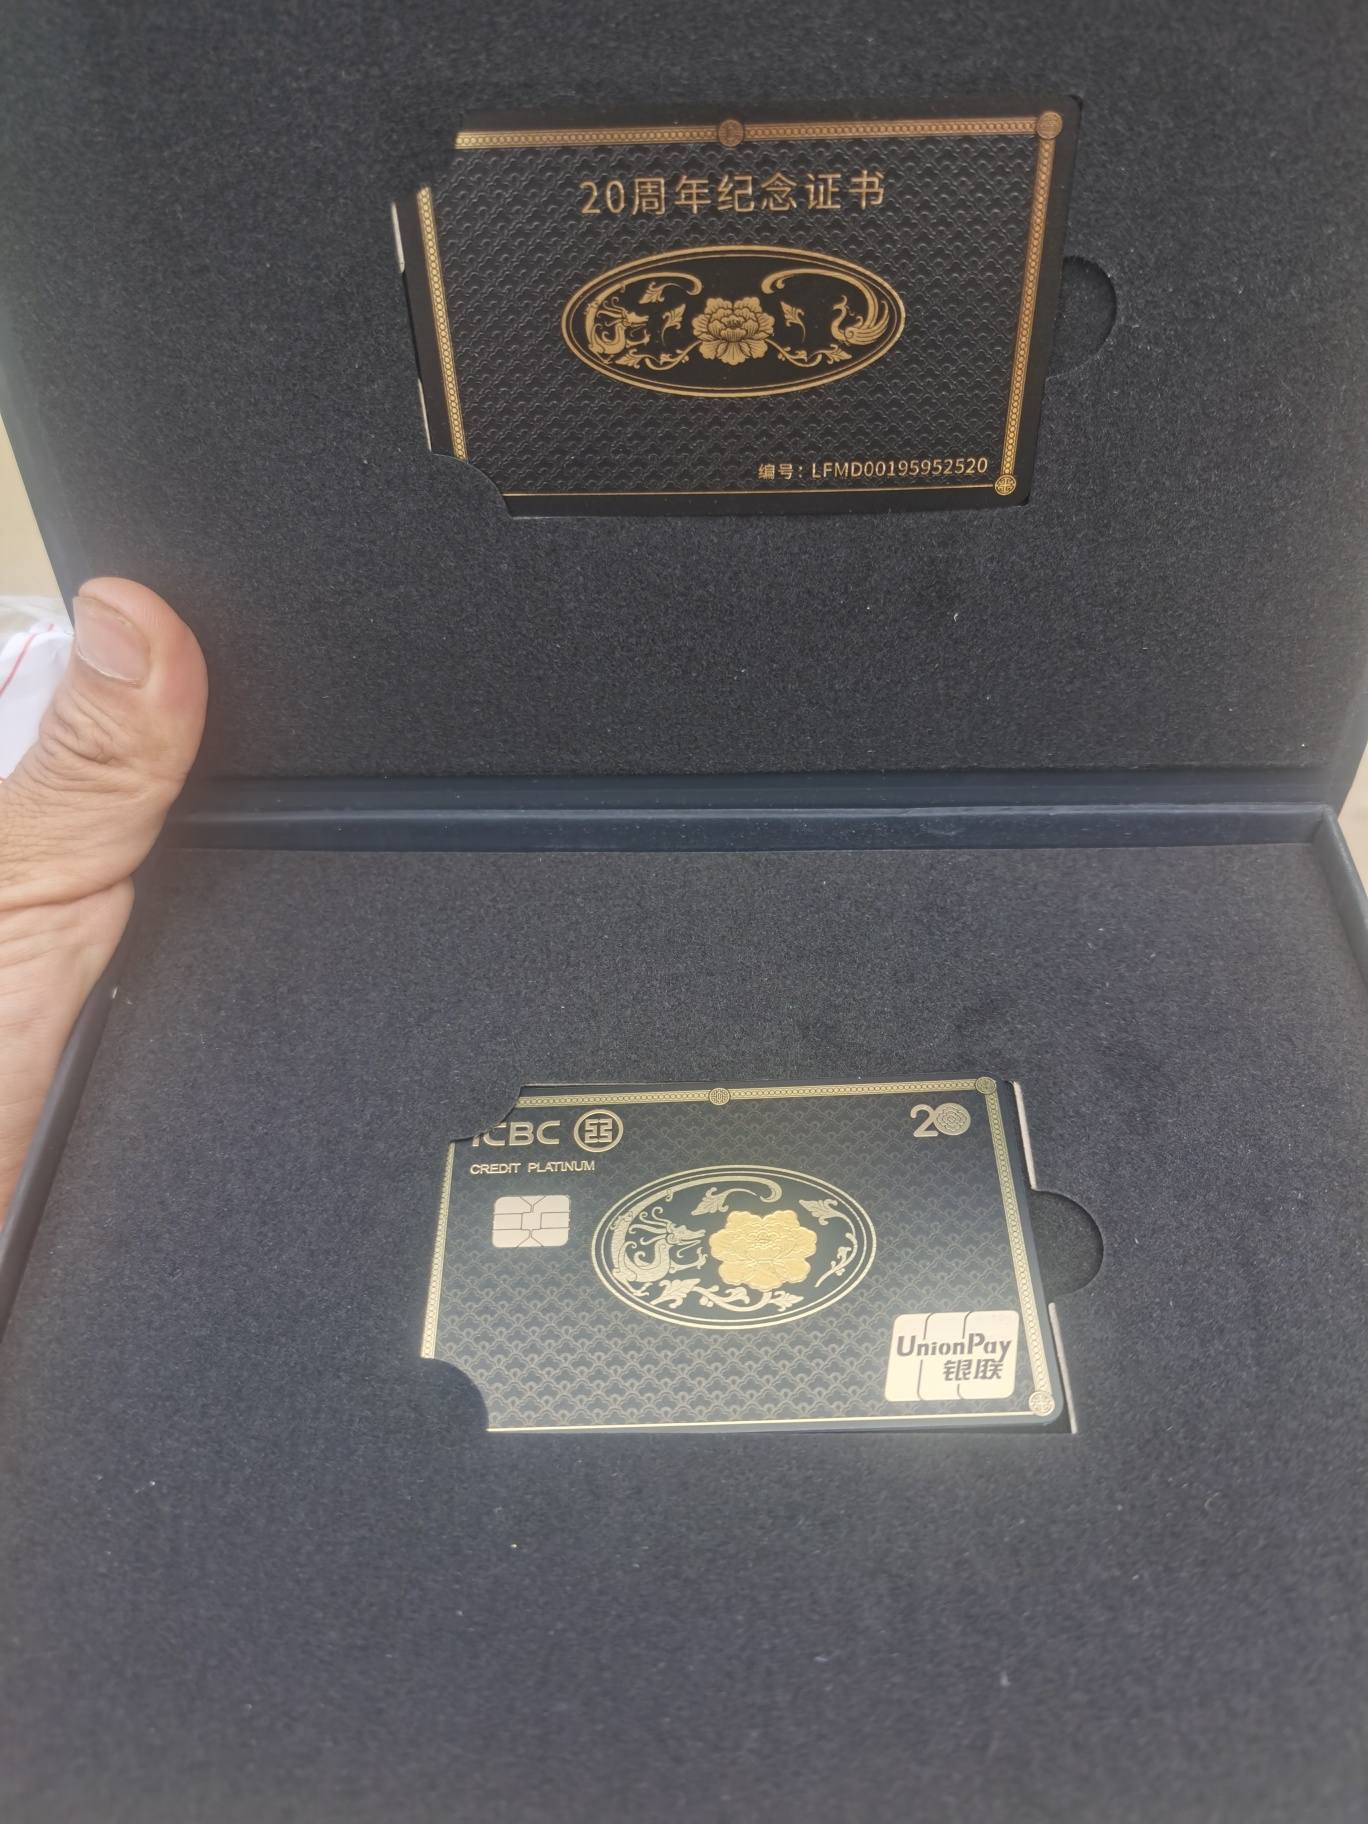 20周年纪念证书
编号：LFMD00195952520
ICBC
20
CREDIT PLATINUM
UnionPay
银联